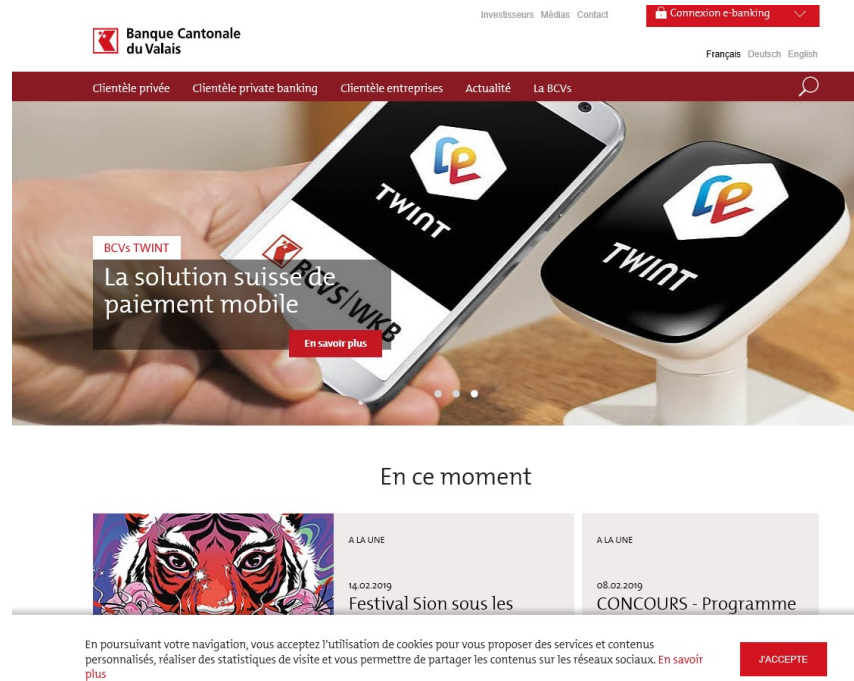 Investisseurs Médias Contact
Connexion e-banking
Banque Cantonale
du Valais
Français Deutsch English
Clientèle privée Clientèle private banking Clientèle entreprises Actualité La BCVs
TWINT
BCVS|WKB
TWINT
BCVs TWINT
La solution suisse de
paiement mobile
En savoir plus
En ce moment
A LA UNE
14.02.2019
Festival Sion sous les
A LA UNE
08.02.2019
CONCOURS - Programme
En poursuivant votre navigation, vous acceptez l'utilisation de cookies pour vous proposer des services et contenus
personnalisés, réaliser des statistiques de visite et vous permettre de partager les contenus sur les réseaux sociaux. En savoir
plus
J'ACCEPTE